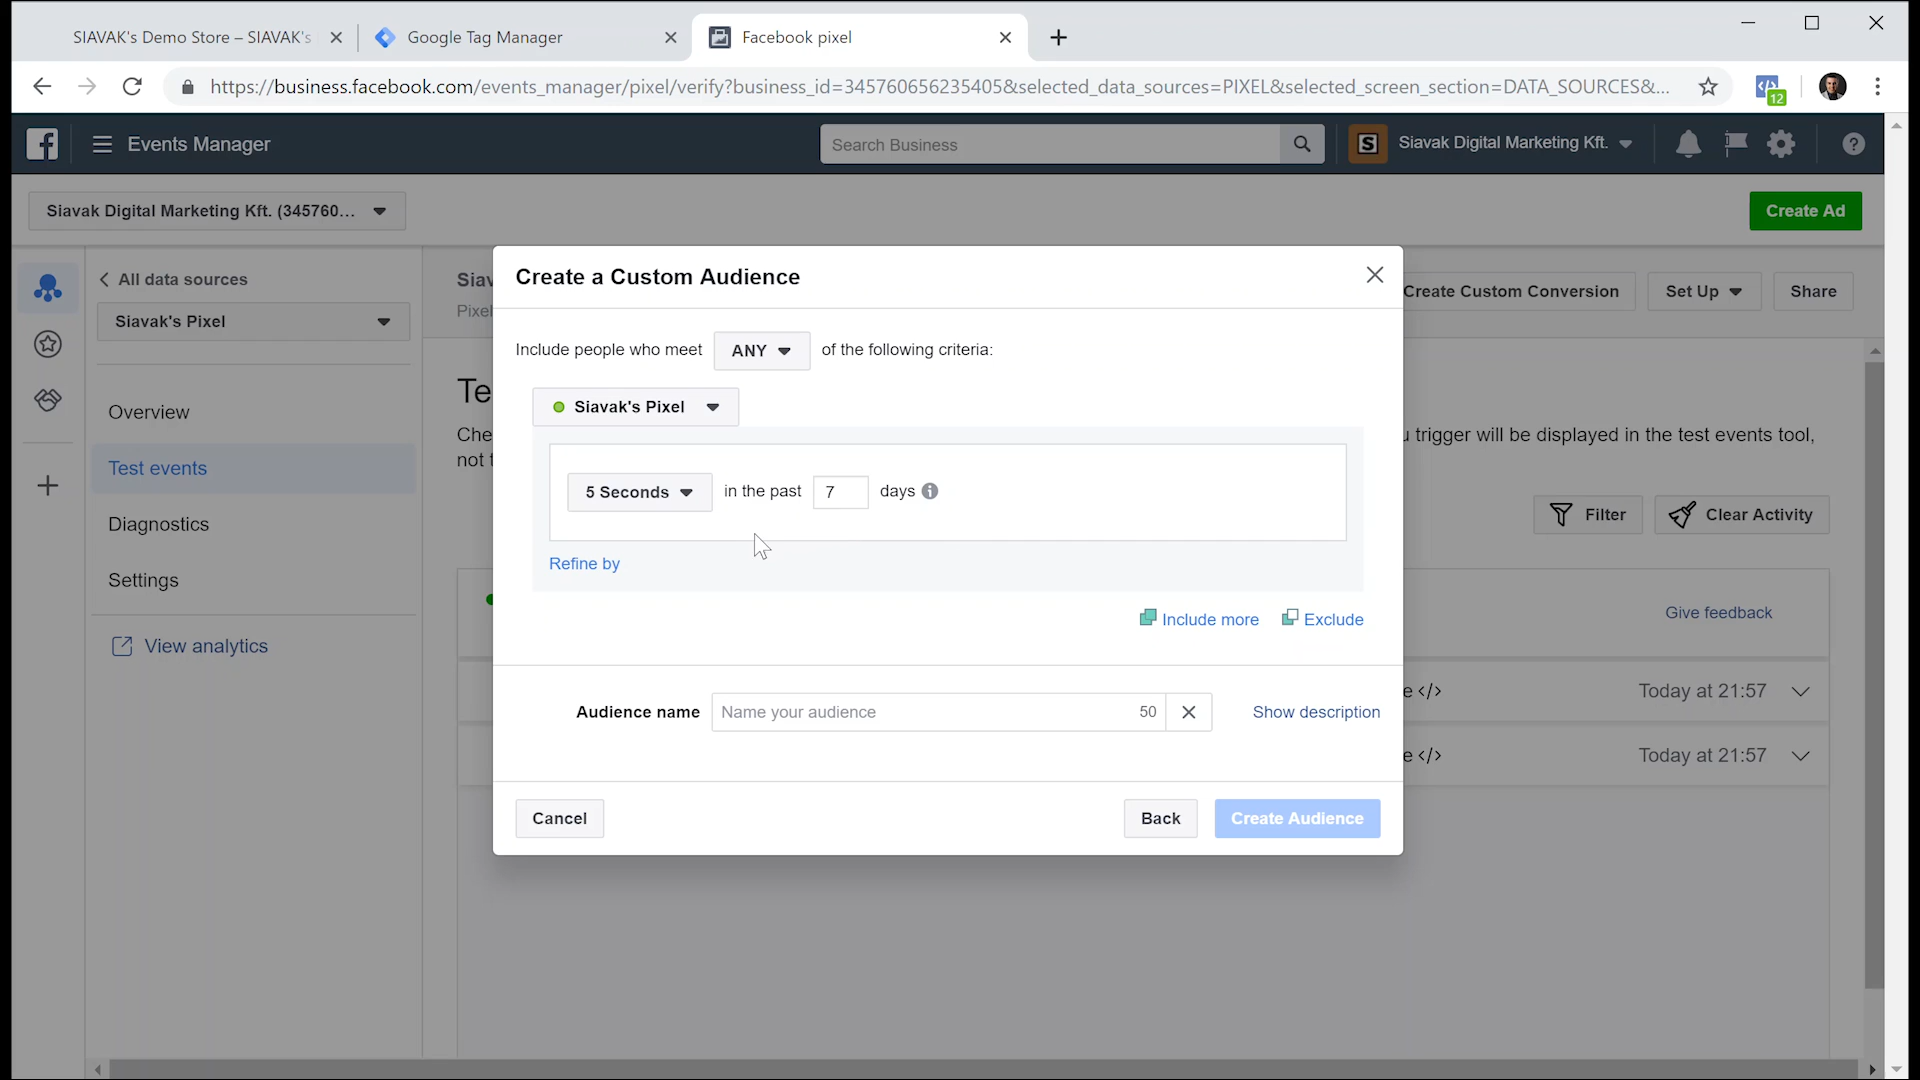 SIAVAK's Demo Store – SIAVAK's
Google Tag Manager
Facebook pixel
https://business.facebook.com/events_manager/pixel/verify?business_id=345760656235405&selected_data_sources=PIXEL&selected_screen_section=DATA_SOURCES&...
12
Events Manager
Search Business
S
Siavak Digital Marketing Kft.
Siavak Digital Marketing Kft. (345760...
Create Ad
All data sources
Siavak's Pixel
Overview
Test events
Diagnostics
Settings
View analytics
Siav
Pixel
Create Custom Conversion
Set Up
Share
Te
Che
u trigger will be displayed in the test events tool,
not t
Filter
Clear Activity
Give feedback
e </>
Today at 21:57
e </>
Today at 21:57
Create a Custom Audience
Include people who meet ANY of the following criteria:
Siavak's Pixel
5 Seconds in the past 7 days
Refine by
Include more
Exclude
Audience name
Name your audience
50
Show description
Cancel
Back
Create Audience